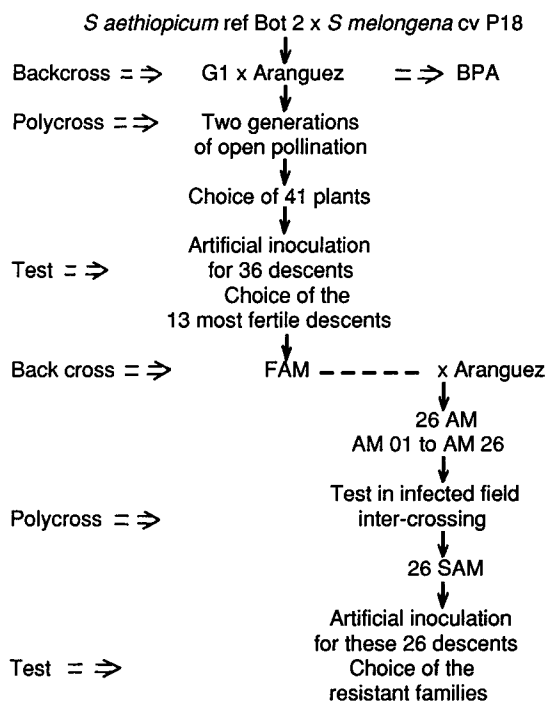 S aethiopicum ref Bot 2 x S melongena cv P18
Backcross => G1 x Aranguez => BPA
Polycross => Two generations
of open pollination
Choice of 41 plants
Artificial inoculation
Test => for 36 descents
Choice of the
13 most fertile descents
Back cross => FAM ------ x Aranguez
26 AM
AM 01 to AM 26
Test in infected field
Polycross => inter-crossing
26 SAM
Artificial inoculation
for these 26 descents
Test => Choice of the
resistant families